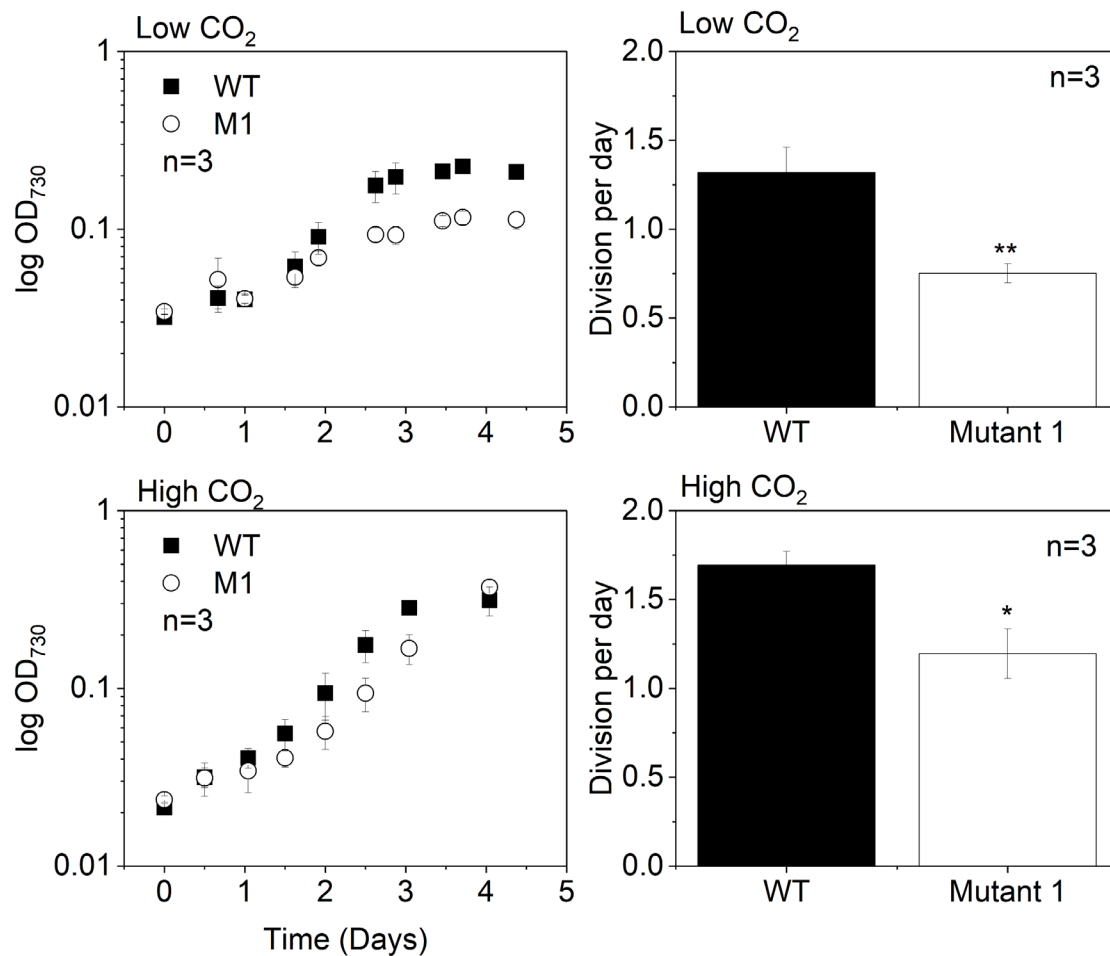 Low CO₂
1
WT
M1
n=3
0.1
0.01
log OD₇₃₀
0 1 2 3 4 5
Low CO₂
2.0
n=3
1.5
1.0
**
0.5
0.0
Division per day
WT Mutant 1
High CO₂
1
WT
M1
n=3
0.1
0.01
log OD₇₃₀
0 1 2 3 4 5
Time (Days)
High CO₂
2.0
n=3
1.5
*
1.0
0.5
0.0
Division per day
WT Mutant 1